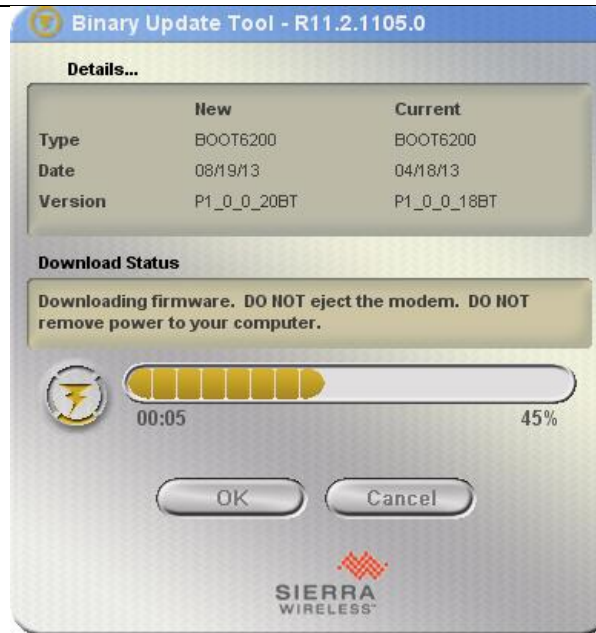 Binary Update Tool - R11.2.1105.0
Details...
New Current
Type BOOT6200 BOOT6200
Date 08/19/13 04/18/13
Version P1_0_0_20BT P1_0_0_18BT
Download Status
Downloading firmware. DO NOT eject the modem. DO NOT
remove power to your computer.
00:05 45%
OK Cancel
SIERRA
WIRELESS™